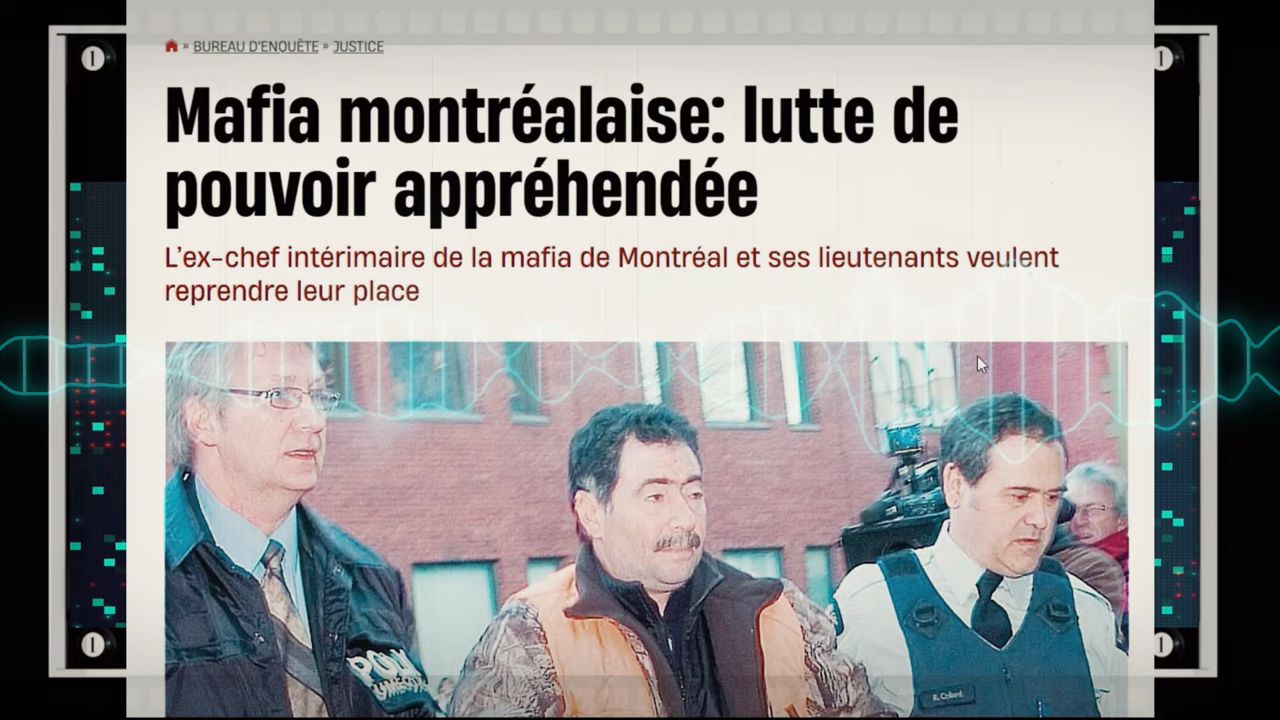 » BUREAU D'ENQUÊTE » JUSTICE
Mafia montréalaise: lutte de
pouvoir appréhendée
L'ex-chef intérimaire de la mafia de Montréal et ses lieutenants veulent
reprendre leur place